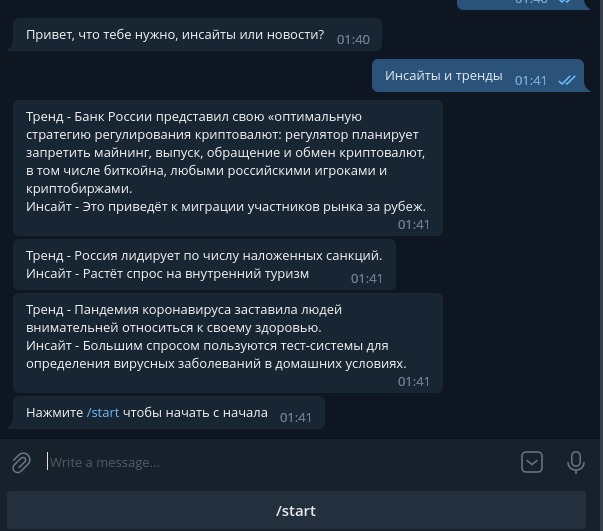 01:40
Привет, что тебе нужно, инсайты или новости? 01:40
Инсайты и тренды 01:41
Тренд - Банк России представил свою «оптимальную
стратегию регулирования криптовалют: регулятор планирует
запретить майнинг, выпуск, обращение и обмен криптовалют,
в том числе биткойна, любыми российскими игроками и
криптобиржами.
Инсайт - Это приведёт к миграции участников рынка за рубеж.
01:41
Тренд - Россия лидирует по числу наложенных санкций.
Инсайт - Растёт спрос на внутренний туризм 01:41
Тренд - Пандемия коронавируса заставила людей
внимательней относиться к своему здоровью.
Инсайт - Большим спросом пользуются тест-системы для
определения вирусных заболеваний в домашних условиях.
01:41
Нажмите /start чтобы начать с начала 01:41
Write a message...
/start